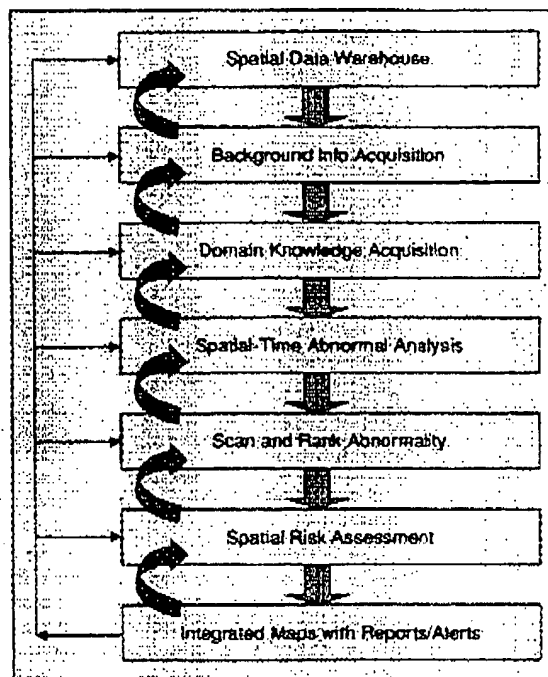 Spatial Data Warehouse.
Background Info Acquisition
Domain Knowledge Acquisition
Spatial-Time Abnormal Analysis
Scan and Rank Abnormality
Spatial Risk Assessment
Integrated Maps with Reports/Alerts